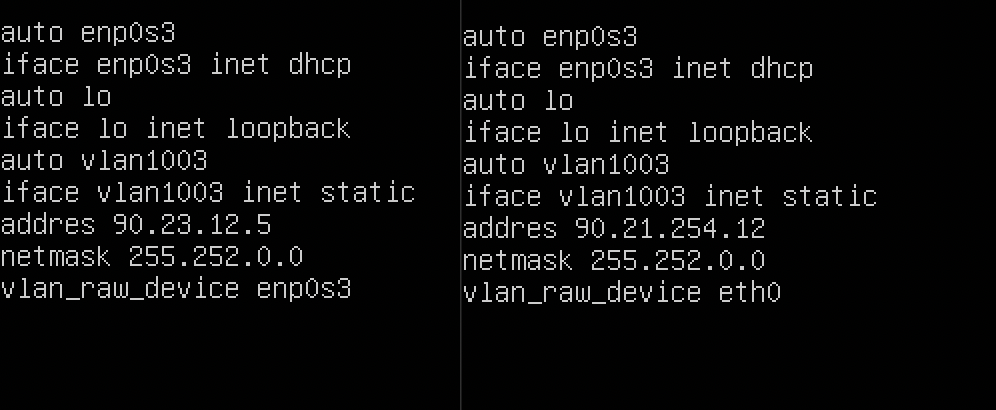 auto enp0s3
iface enp0s3 inet dhcp
auto lo
iface lo inet loopback
auto vlan1003
iface vlan1003 inet static
addres 90.23.12.5
netmask 255.252.0.0
vlan_raw_device enp0s3
auto enp0s3
iface enp0s3 inet dhcp
auto lo
iface lo inet loopback
auto vlan1003
iface vlan1003 inet static
addres 90.21.254.12
netmask 255.252.0.0
vlan_raw_device eth0